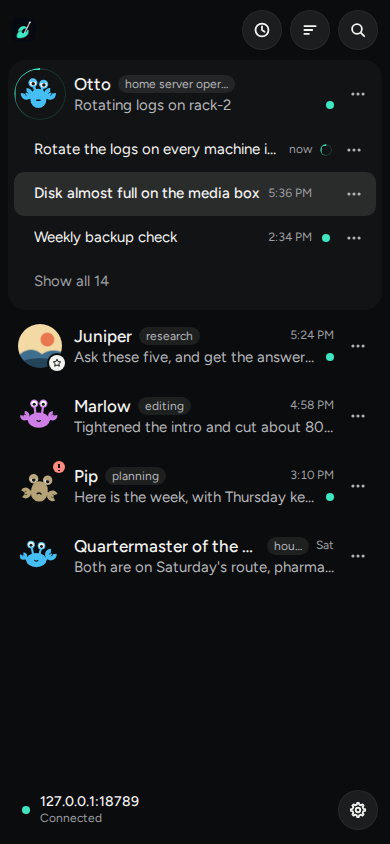 Otto home server oper...
Rotating logs on rack-2
Rotate the logs on every machine i... now
Disk almost full on the media box 5:36 PM
Weekly backup check 2:34 PM
Show all 14
Juniper research 5:24 PM
Ask these five, and get the answer...
Marlow editing 4:58 PM
Tightened the intro and cut about 80...
Pip planning 3:10 PM
Here is the week, with Thursday ke...
Quartermaster of the ... hou... Sat
Both are on Saturday's route, pharma...
127.0.0.1:18789
Connected